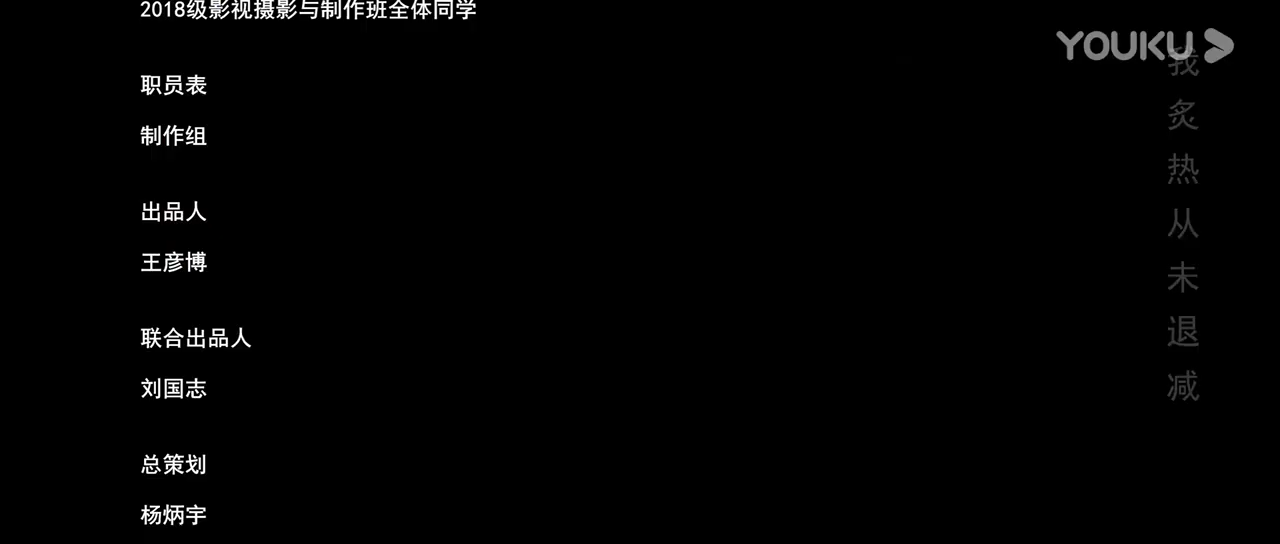 2018级影视摄影与制作班全体同学
职员表
制作组
出品人
王彦博
联合出品人
刘国志
总策划
杨炳宇
YOUKU
我炙热从未退减